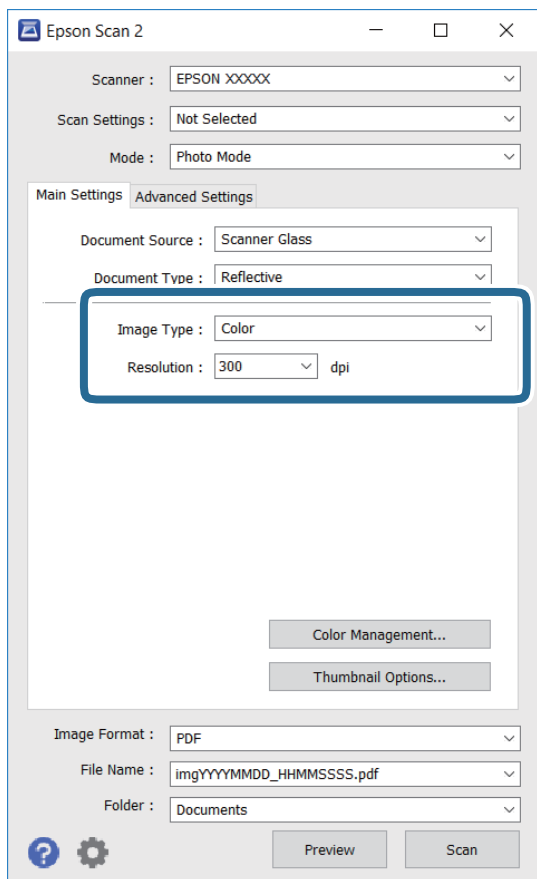 Epson Scan 2
Scanner : EPSON XXXXX
Scan Settings : Not Selected
Mode : Photo Mode
Main Settings Advanced Settings
Document Source : Scanner Glass
Document Type : Reflective
Image Type : Color
Resolution : 300 dpi
Color Management...
Thumbnail Options...
Image Format : PDF
File Name : imgYYYYMMDD_HHMMSSSS.pdf
Folder : Documents
? Preview Scan